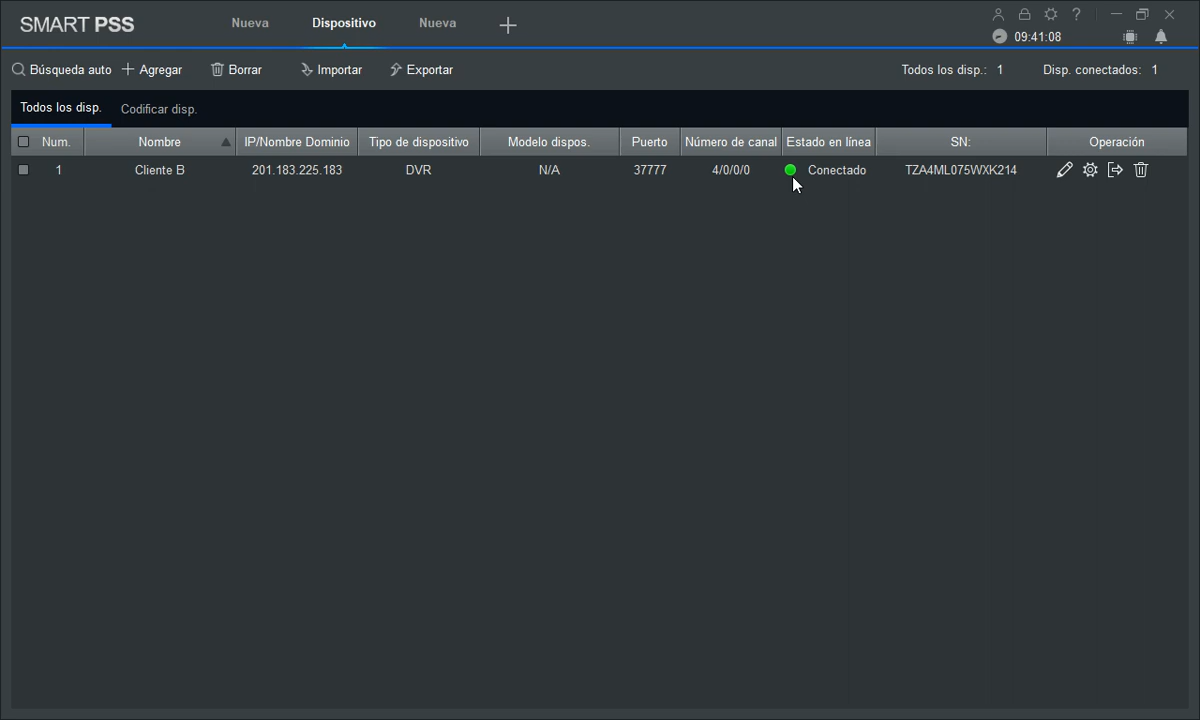 SMART PSS
Nueva
Dispositivo
Nueva
09:41:08
Búsqueda auto
Agregar
Borrar
Importar
Exportar
Todos los disp.: 1
Disp. conectados: 1
Todos los disp.
Codificar disp.
Num. Nombre IP/Nombre Dominio Tipo de dispositivo Modelo dispos. Puerto Número de canal Estado en línea SN: Operación
1 Cliente B 201.183.225.183 DVR N/A 37777 4/0/0/0 Conectado TZA4ML075WXK214